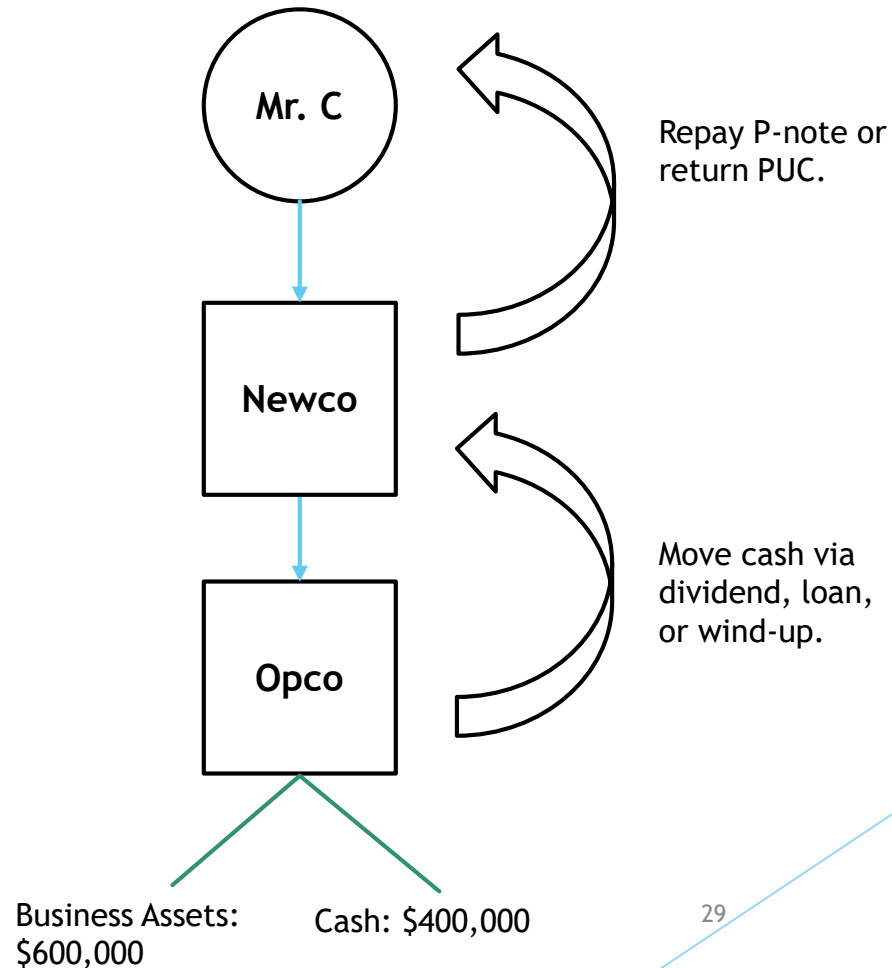 Mr. C
Repay P-note or
return PUC.
Newco
Move cash via
dividend, loan,
or wind-up.
Opco
Business Assets:
$600,000
Cash: $400,000
29